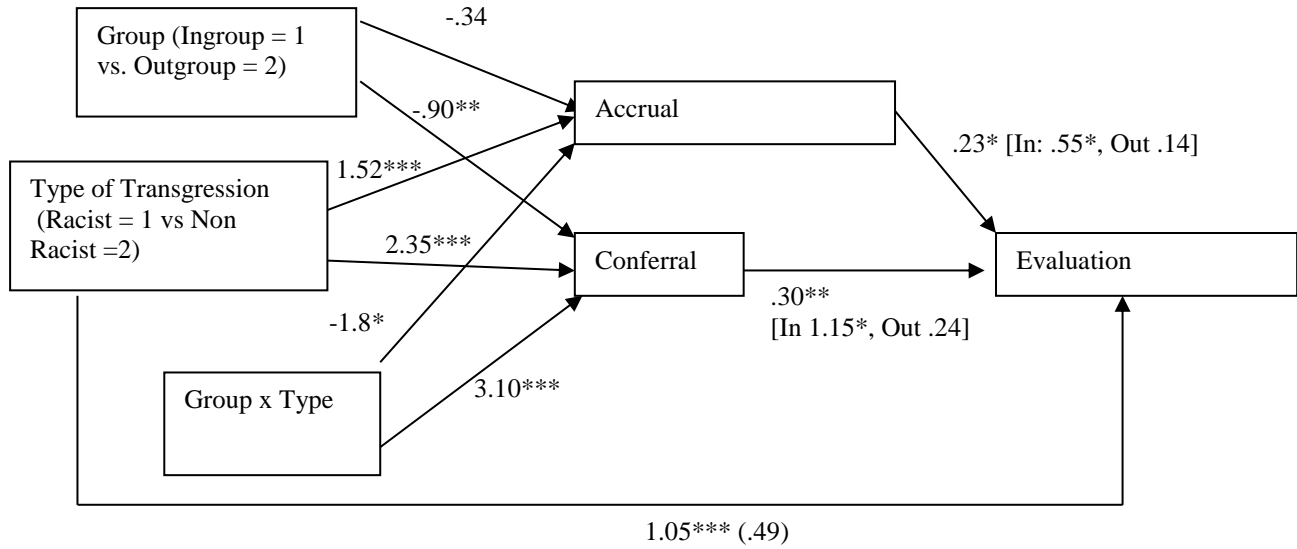 Group (Ingroup = 1
vs. Outgroup = 2)
-.34
Accrual
-.90**
.23* [In: .55*, Out .14]
1.52***
Type of Transgression
(Racist = 1 vs Non
Racist =2)
2.35***
Conferral
Evaluation
.30**
[In 1.15*, Out .24]
-1.8*
Group x Type
3.10***
1.05*** (.49)